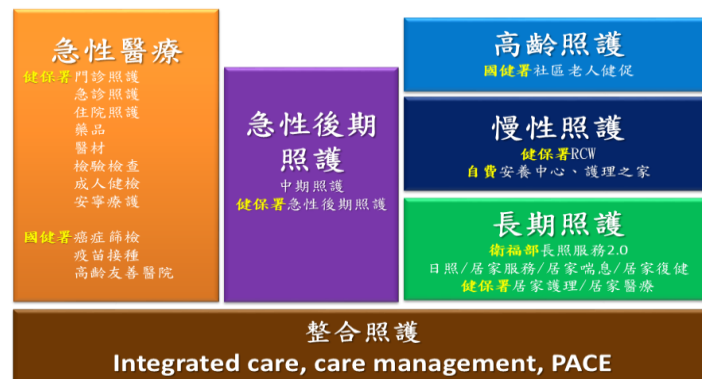 急性醫療
健保署門診照護
急診照護
住院照護
藥品
醫材
檢驗檢查
成人健檢
安寧療護
國健署癌症篩檢
疫苗接種
高齡友善醫院
急性後期
照護
中期照護
健保署急性後期照護
高齡照護
國健署社區老人健促
慢性照護
健保署RCW
自費安養中心、護理之家
長期照護
衛福部長照服務2.0
日照/居家服務/居家喘息/居家復健
健保署居家護理/居家醫療
整合照護
Integrated care, care management, PACE